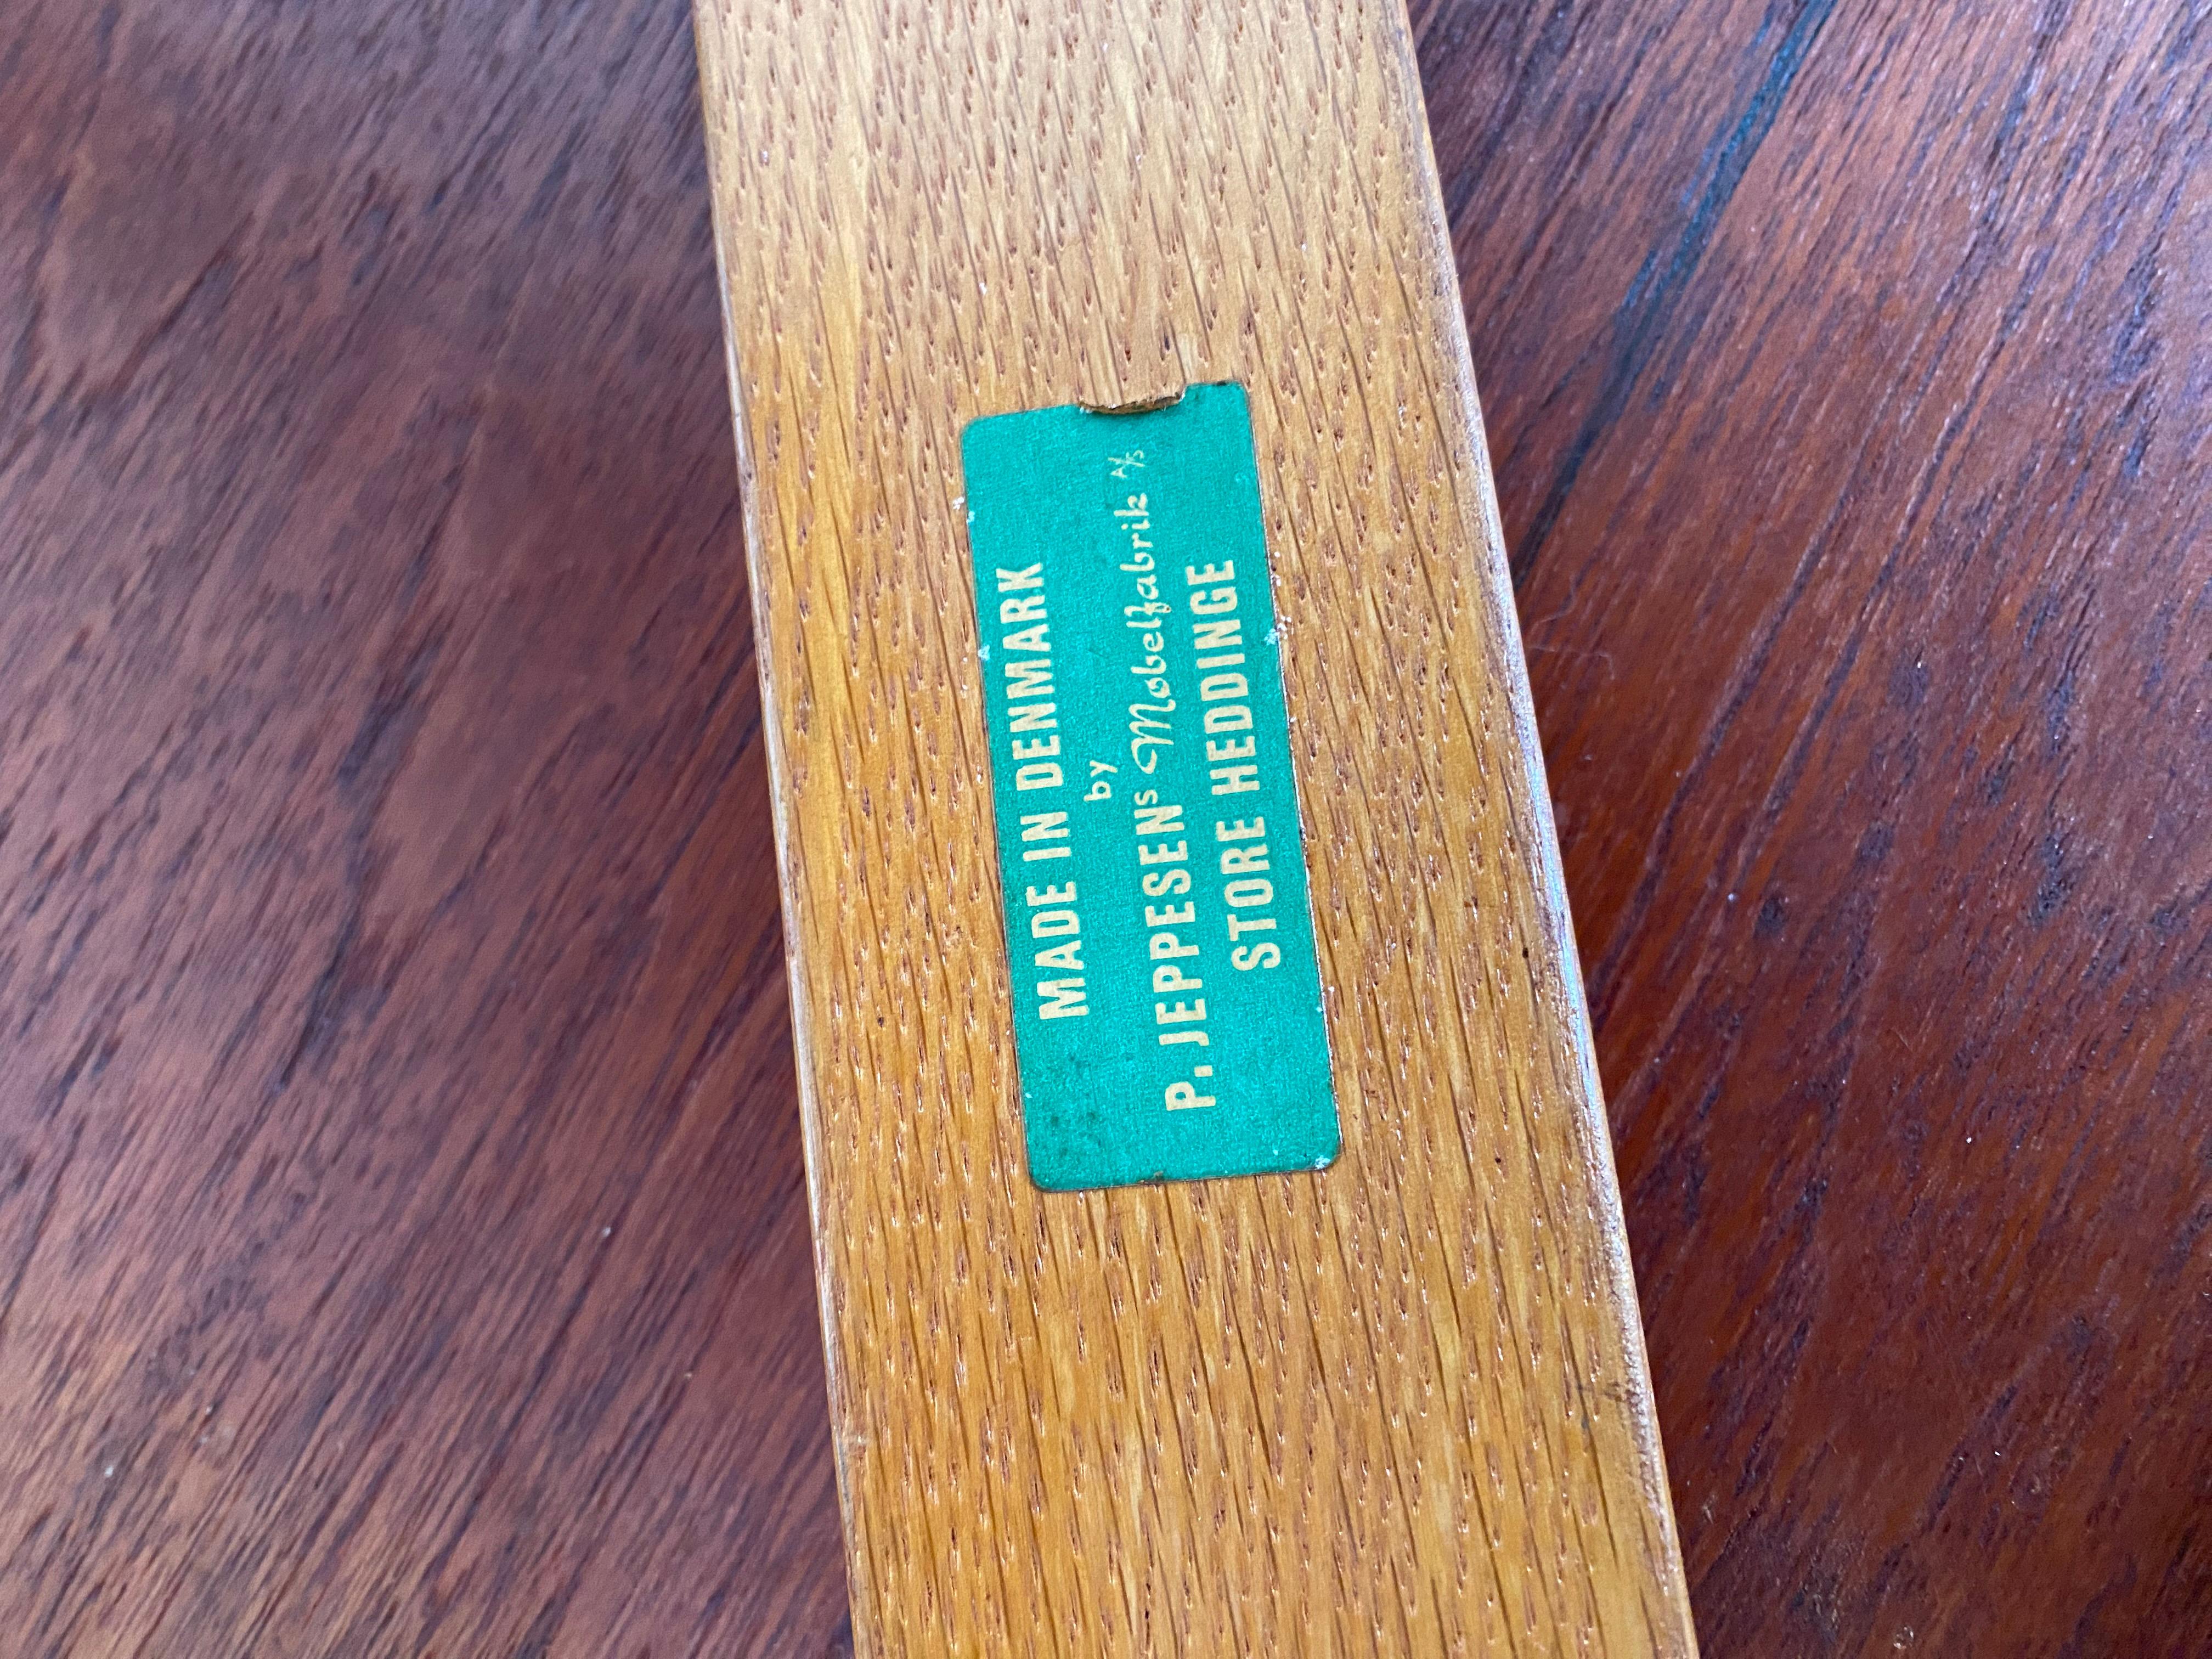 MADE IN DENMARK
by
P. JEPPESENs Møbelfabrik A/S
STORE HEDDINGE